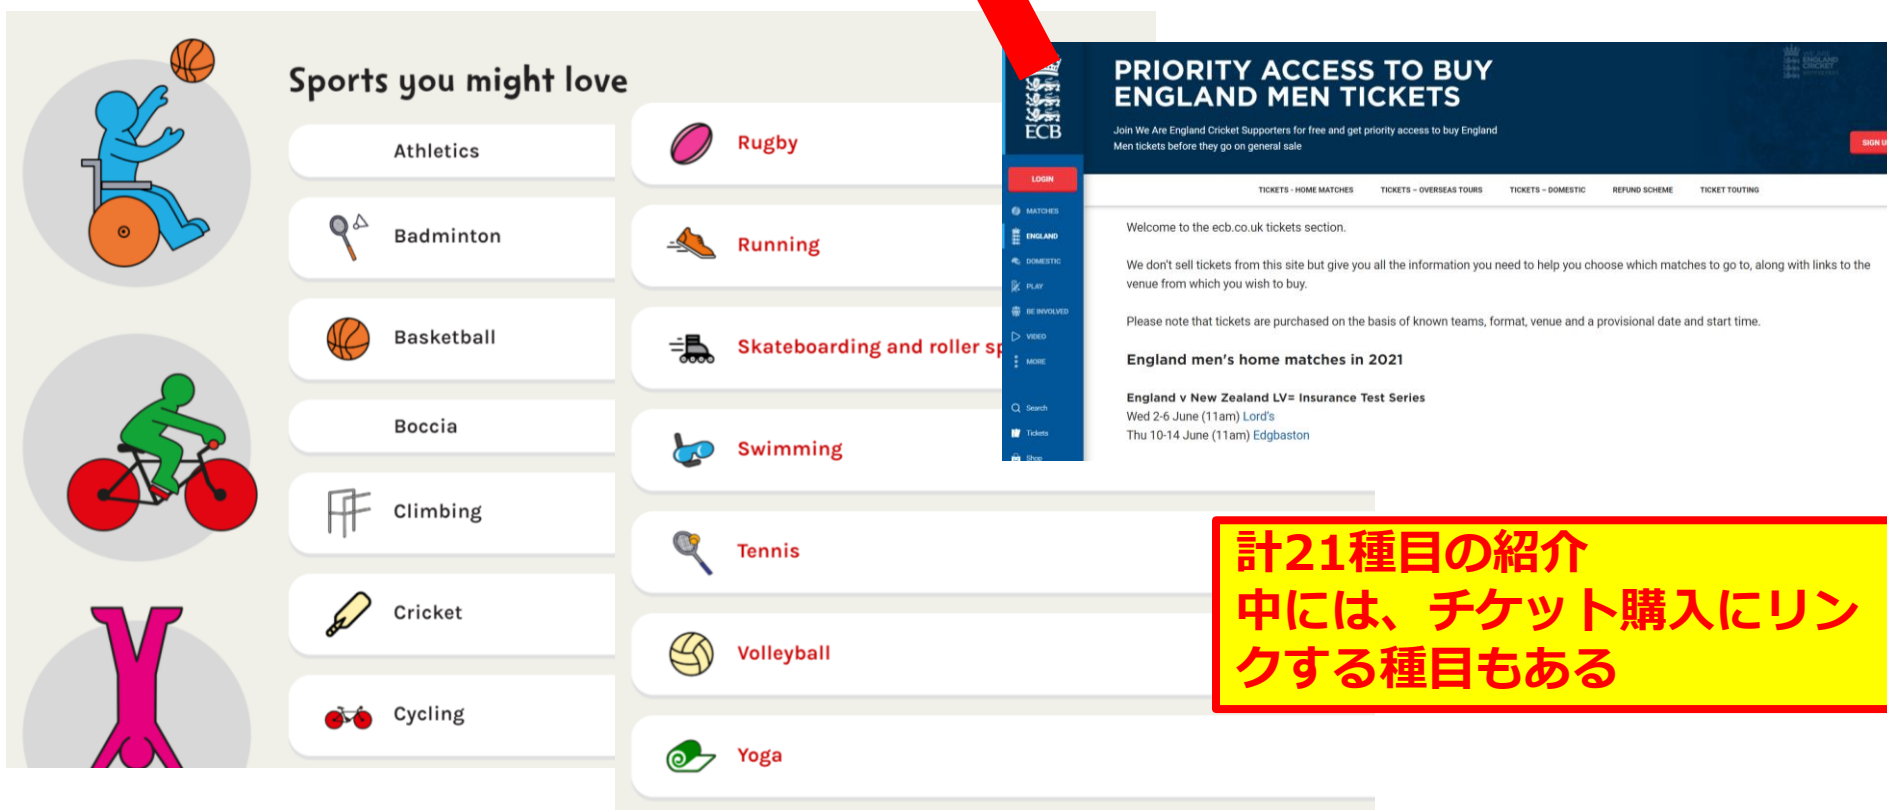 Sports you might love
Athletics
Badminton
Basketball
Boccia
Climbing
Cricket
Cycling
Rugby
Running
Skateboarding and roller sp
Swimming
Tennis
Volleyball
Yoga
ECB
LOGIN
MATCHES
ENGLAND
DOMESTIC
PLAY
BE INVOLVED
VIDEO
MORE
Search
Tickets
Shop
PRIORITY ACCESS TO BUY
ENGLAND MEN TICKETS
Join We Are England Cricket Supporters for free and get priority access to buy England
Men tickets before they go on general sale
WE ARE
ENGLAND
CRICKET
SIGN U
TICKETS - HOME MATCHES TICKETS – OVERSEAS TOURS TICKETS – DOMESTIC REFUND SCHEME TICKET TOUTING
Welcome to the ecb.co.uk tickets section.
We don't sell tickets from this site but give you all the information you need to help you choose which matches to go to, along with links to the
venue from which you wish to buy.
Please note that tickets are purchased on the basis of known teams, format, venue and a provisional date and start time.
England men's home matches in 2021
England v New Zealand LV= Insurance Test Series
Wed 2-6 June (11am) Lord's
Thu 10-14 June (11am) Edgbaston
計21種目の紹介
中には、チケット購入にリン
クする種目もある